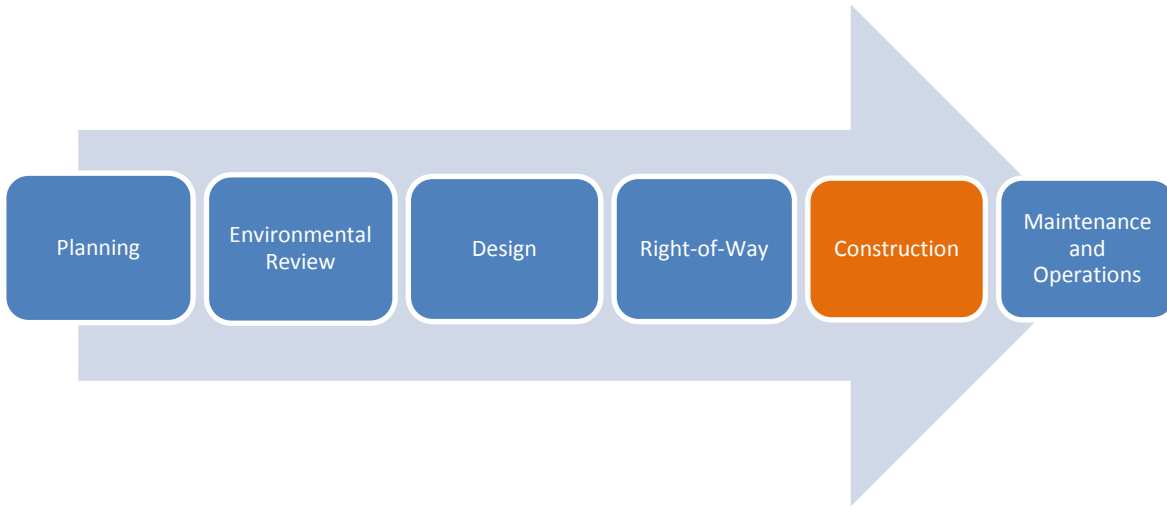 Planning
Environmental
Review
Design
Right-of-Way
Construction
Maintenance
and
Operations